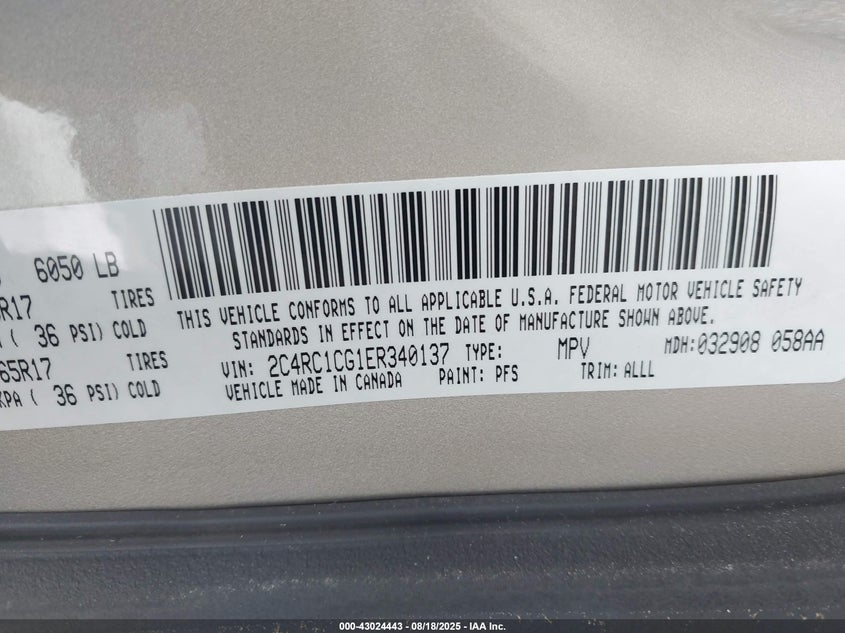 6050 LB
R17 TIRES
( 36 PSI) COLD
65R17 TIRES
KPA ( 36 PSI) COLD
THIS VEHICLE CONFORMS TO ALL APPLICABLE U.S.A. FEDERAL MOTOR VEHICLE SAFETY
STANDARDS IN EFFECT ON THE DATE OF MANUFACTURE SHOWN ABOVE.
VIN: 2C4RC1CG1ER340137 TYPE: MPV MDH: 032908 058AA
VEHICLE MADE IN CANADA PAINT: PFS TRIM: ALLL
000-43024443 - 08/18/2025 - IAA Inc.